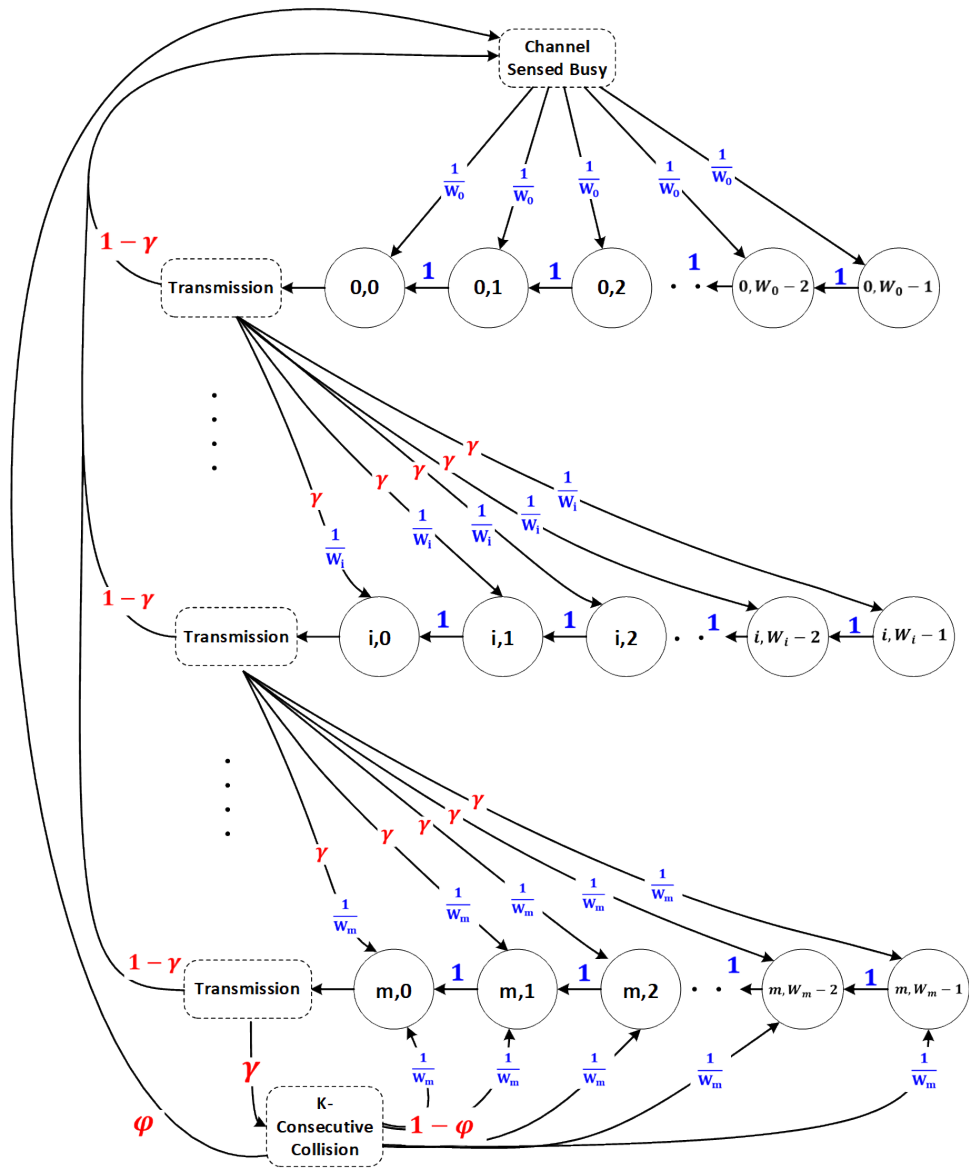 Channel
Sensed Busy
1/W₀ 1/W₀ 1/W₀ 1/W₀ 1/W₀
1 − γ
Transmission
0,0 1 0,1 1 0,2 . . 1 0,W₀ − 2 1 0,W₀ − 1
γ γ γ γ γ
1/Wᵢ 1/Wᵢ 1/Wᵢ 1/Wᵢ 1/Wᵢ
1 − γ
Transmission
i,0 1 i,1 1 i,2 . . 1 i,Wᵢ − 2 1 i,Wᵢ − 1
γ γ γ γ γ
1/Wₘ 1/Wₘ 1/Wₘ 1/Wₘ 1/Wₘ
1 − γ
Transmission
m,0 1 m,1 1 m,2 . . 1 m,Wₘ − 2 1 m,Wₘ − 1
γ
1/Wₘ 1/Wₘ 1/Wₘ 1/Wₘ 1/Wₘ
φ
K-
Consecutive
Collision
1 − φ